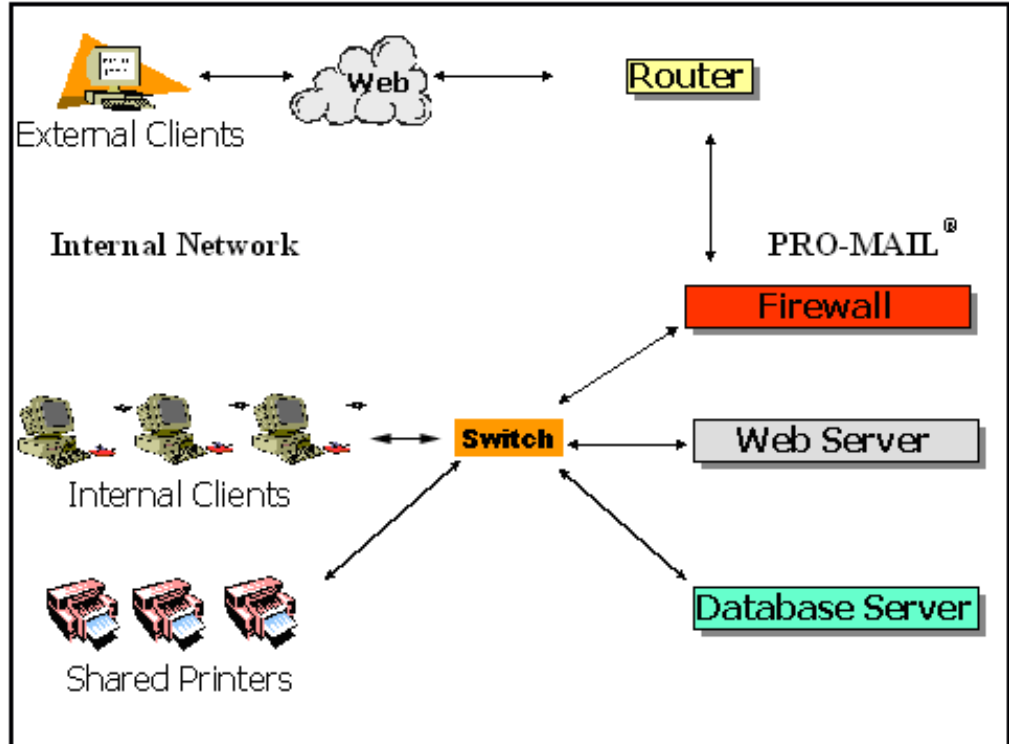 Web
Router
External Clients
Internal Network
PRO-MAIL®
Firewall
Switch
Web Server
Internal Clients
Database Server
Shared Printers